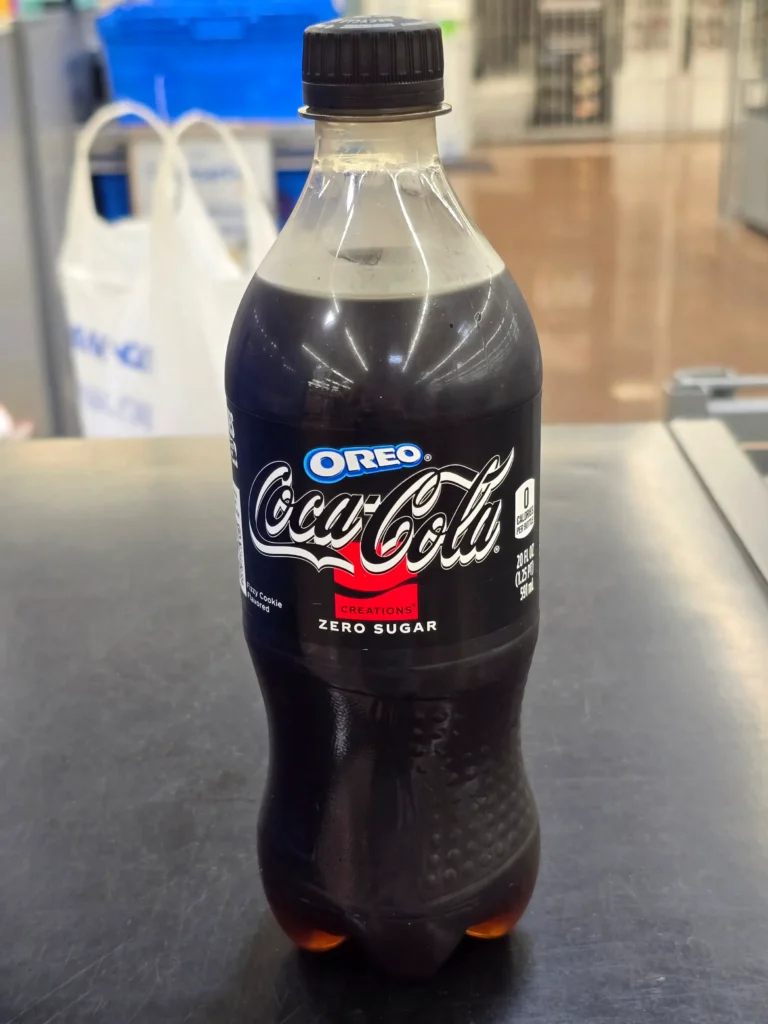 OREO®
Coca-Cola®
CREATIONS®
ZERO SUGAR
Fizzy Cookie
Flavored
0
CALORIES
PER BOTTLE
20 FL OZ
(1.25 PT)
591 mL